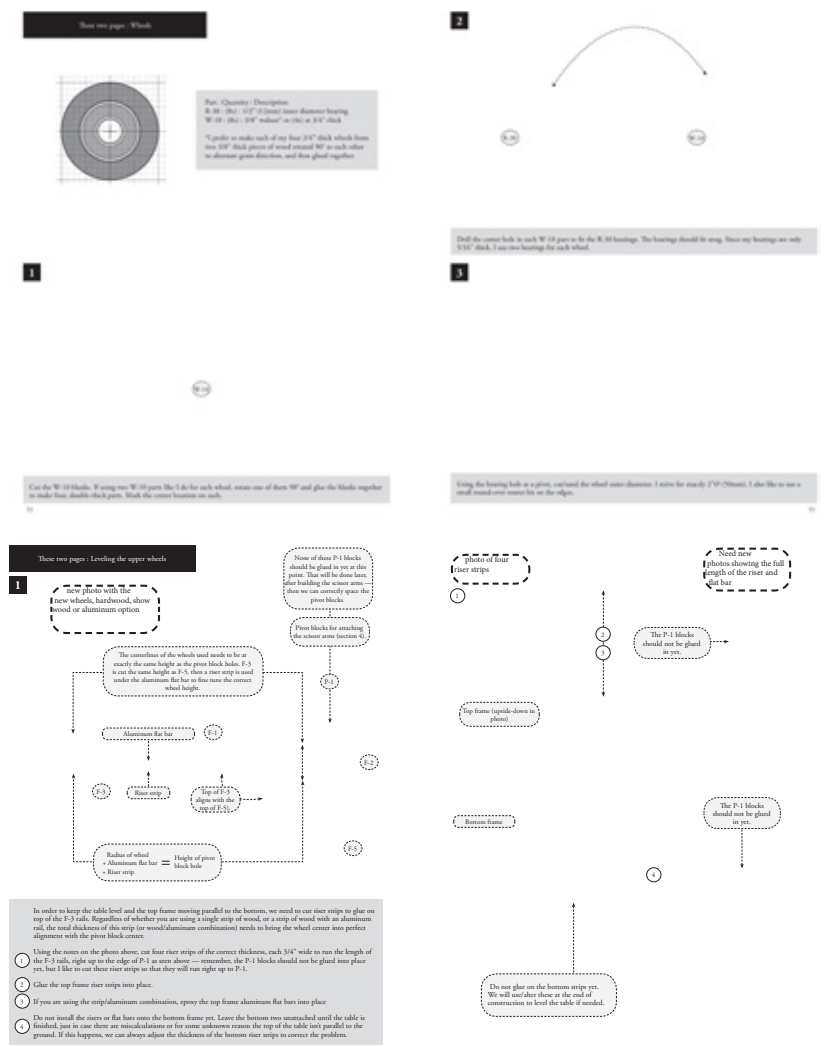 These two pages : Wheels
Part : Quantity : Description
R-30 : (8x) : 1/2" (12mm) inner diameter bearing
W-10 : (8x) : 3/8" walnut* or (4x) at 3/4" thick
*I prefer to make each of my four 3/4" thick wheels from
two 3/8" thick pieces of wood rotated 90° to each other
to alternate grain direction, and then glued together.
1
W-10
Cut the W-10 blanks. If using two W-10 parts like I do for each wheel, rotate one of them 90° and glue the blanks together
to make four, double-thick parts. Mark the center location on each.
2
R-30
W-10
Drill the center hole in each W-10 part to fit the R-30 bearings. The bearings should fit snug. Since my bearings are only
5/16" thick, I use two bearings for each wheel.
3
Using the bearing hole as a pivot, cut/sand the wheel outer diameter. I strive for exactly
small round-over router bit on the edges.
These two pages : Leveling the upper wheels
1
new photo with the
new wheels, hardwood, show
wood or aluminum option
None of these P-1 blocks
should be glued in yet at this
point. That will be done later,
after building the scissor arms —
then we can correctly space the
pivot blocks.
Pivot blocks for attaching
the scissor arms (section 4).
The centerlines of the wheels used needs to be at
exactly the same height as the pivot block holes. F-3
is cut the same height as F-5, then a riser strip is used
under the aluminum flat bar to fine tune the correct
wheel height.
P-1
Aluminum flat bar
F-1
F-2
F-3
Riser strip
Top of F-3
aligns with the
top of F-5).
F-5
Radius of wheel
+ Aluminum flat bar
+ Riser strip
=
Height of pivot
block hole
In order to keep the table level and the top frame moving parallel to the bottom, we need to cut riser strips to glue on
top of the F-3 rails. Regardless of whether you are using a single strip of wood, or a strip of wood with an aluminum
rail, the total thickness of this strip (or wood/aluminum combination) needs to bring the wheel center into perfect
alignment with the pivot block center.
1 Using the notes on the photo above, cut four riser strips of the correct thickness, each 3/4" wide to run the length of
the F-3 rails, right up to the edge of P-1 as seen above — remember, the P-1 blocks should not be glued into place
yet, but I like to cut these riser strips so that they will run right up to P-1.
2 Glue the top frame riser strips into place.
3 If you are using the strip/aluminum combination, epoxy the top frame aluminum flat bars into place
4 Do not install the risers or flat bars onto the bottom frame yet. Leave the bottom two unattached until the table is
finished, just in case there are miscalculations or for some unknown reason the top of the table isn't parallel to the
ground. If this happens, we can always adjust the thickness of the bottom riser strips to correct the problem.
photo of four
riser strips
1
Need new
photos showing the full
length of the riser and
flat bar
2
3
The P-1 blocks
should not be glued
in yet.
Top frame (upside-down in
photo)
Bottom frame
The P-1 blocks
should not be glued
in yet.
4
Do not glue on the bottom strips yet.
We will use/alter these at the end of
construction to level the table if needed.